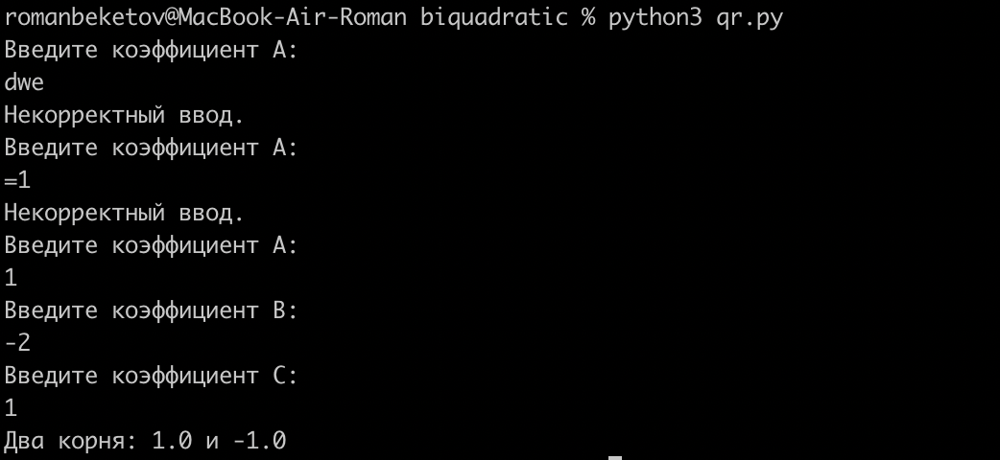 romanbeketov@MacBook-Air-Roman biquadratic % python3 qr.py
Введите коэффициент A:
dwe
Некорректный ввод.
Введите коэффициент A:
=1
Некорректный ввод.
Введите коэффициент A:
1
Введите коэффициент B:
-2
Введите коэффициент C:
1
Два корня: 1.0 и -1.0